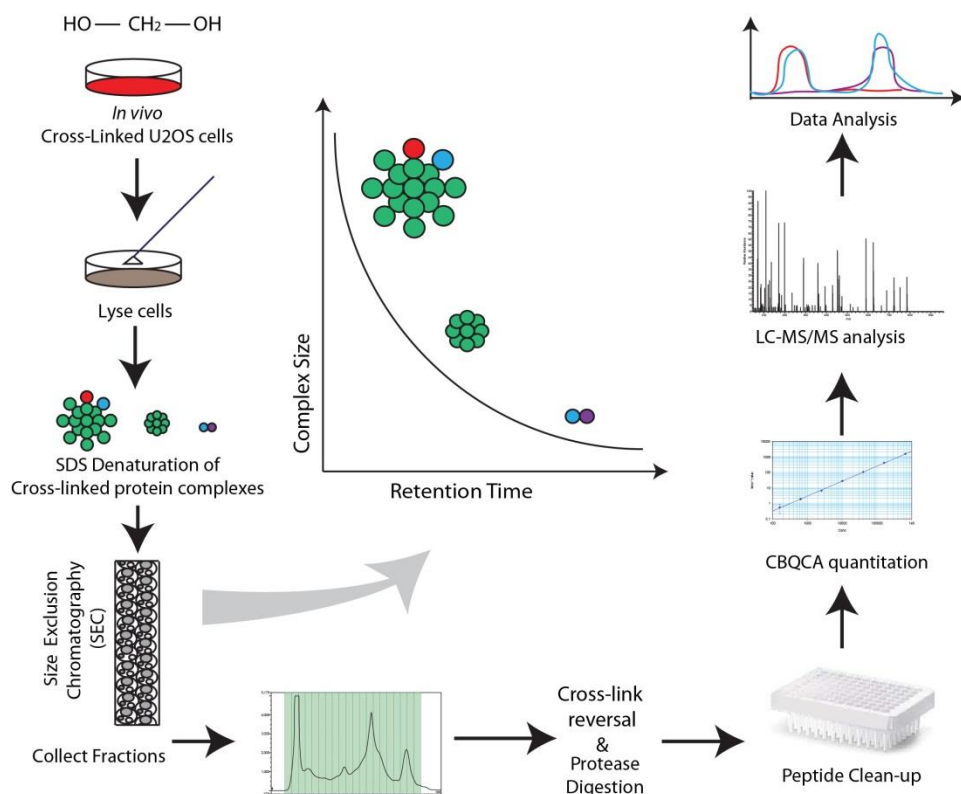 HO — CH₂ — OH
In vivo
Cross-Linked U2OS cells
Lyse cells
SDS Denaturation of
Cross-linked protein complexes
Size Exclusion
Chromatography
(SEC)
Collect Fractions
Complex Size
Retention Time
Cross-link
reversal
&
Protease
Digestion
Peptide Clean-up
CBQCA quantitation
LC-MS/MS analysis
Data Analysis